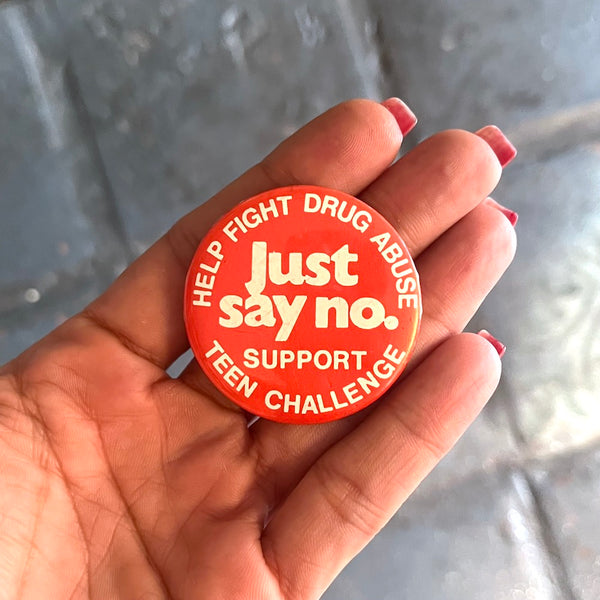 HELP FIGHT DRUG ABUSE
Just
say no.
SUPPORT
TEEN CHALLENGE